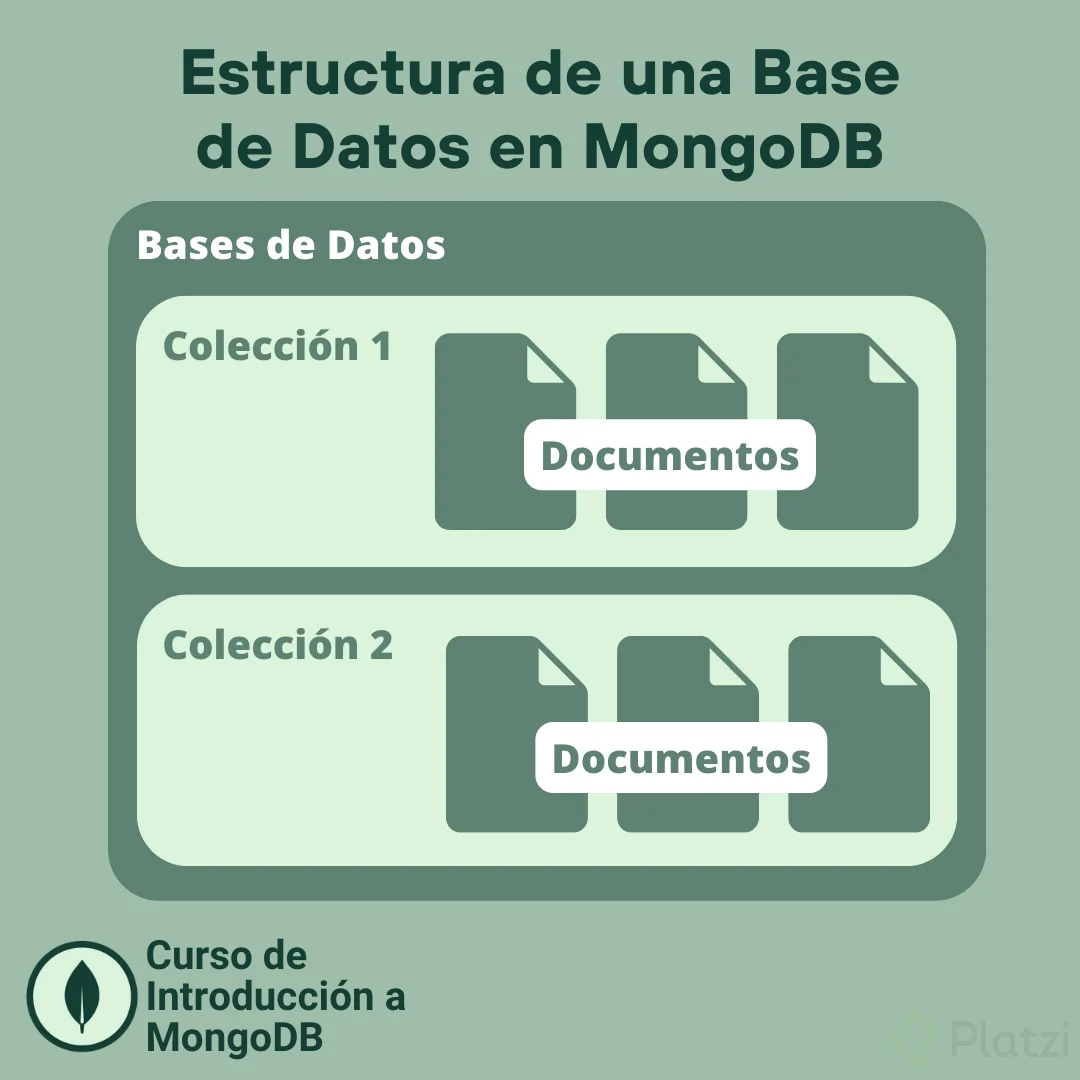 Estructura de una Base
de Datos en MongoDB
Bases de Datos
Colección 1
Documentos
Colección 2
Documentos
Curso de
Introducción a
MongoDB
Platzi